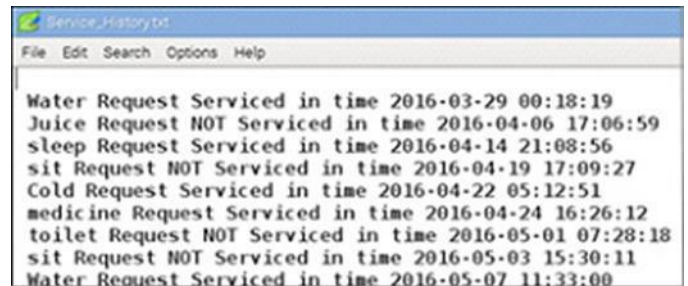 Service_History.txt
File Edit Search Options Help
Water Request Serviced in time 2016-03-29 00:18:19
Juice Request NOT Serviced in time 2016-04-06 17:06:59
sleep Request Serviced in time 2016-04-14 21:08:56
sit Request NOT Serviced in time 2016-04-19 17:09:27
Cold Request Serviced in time 2016-04-22 05:12:51
medicine Request Serviced in time 2016-04-24 16:26:12
toilet Request NOT Serviced in time 2016-05-01 07:28:18
sit Request NOT Serviced in time 2016-05-03 15:30:11
Water Request Serviced in time 2016-05-07 11:33:00